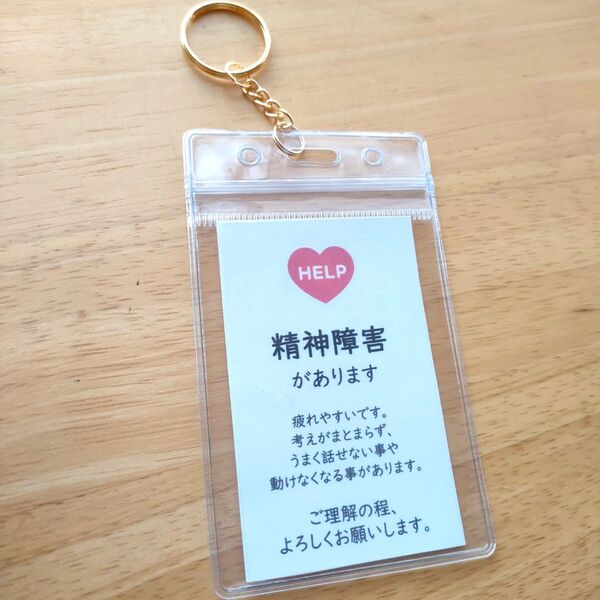 HELP
精神障害
があります
疲れやすいです。
考えがまとまらず、
うまく話せない事や
動けなくなる事があります。
ご理解の程、
よろしくお願いします。